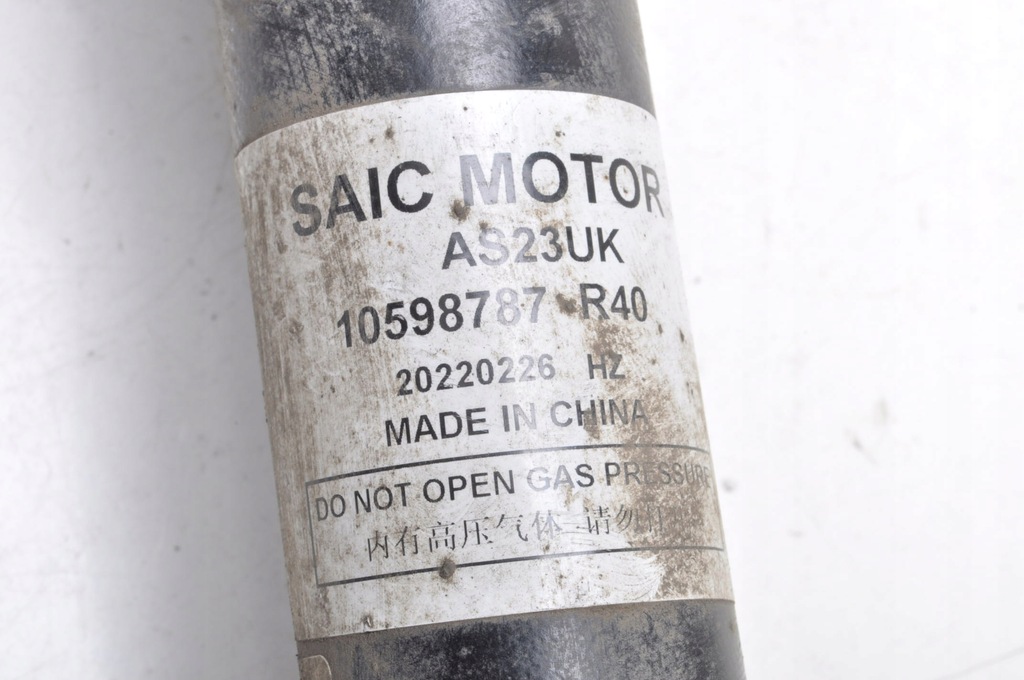 SAIC MOTOR
AS23UK
10598787 R40
20220226 HZ
MADE IN CHINA
DO NOT OPEN GAS PRESSURE
内有高压气体 请勿